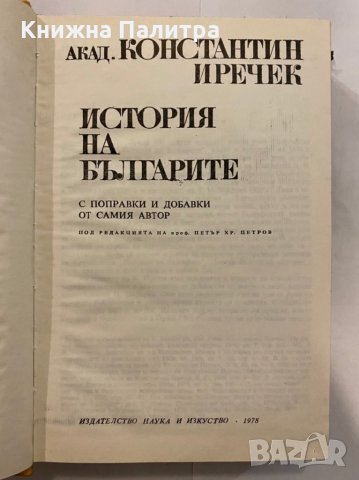 Книжна Палитра
АКАД. КОНСТАНТИН
ИРЕЧЕК
ИСТОРИЯ
НА
БЪЛГАРИТЕ
С ПОПРАВКИ И ДОБАВКИ
ОТ САМИЯ АВТОР
ПОД РЕДАКЦИЯТА НА проф. ПЕТЪР ХР. ПЕТРОВ
ИЗДАТЕЛСТВО НАУКА И ИЗКУСТВО · 1978
BAZAR